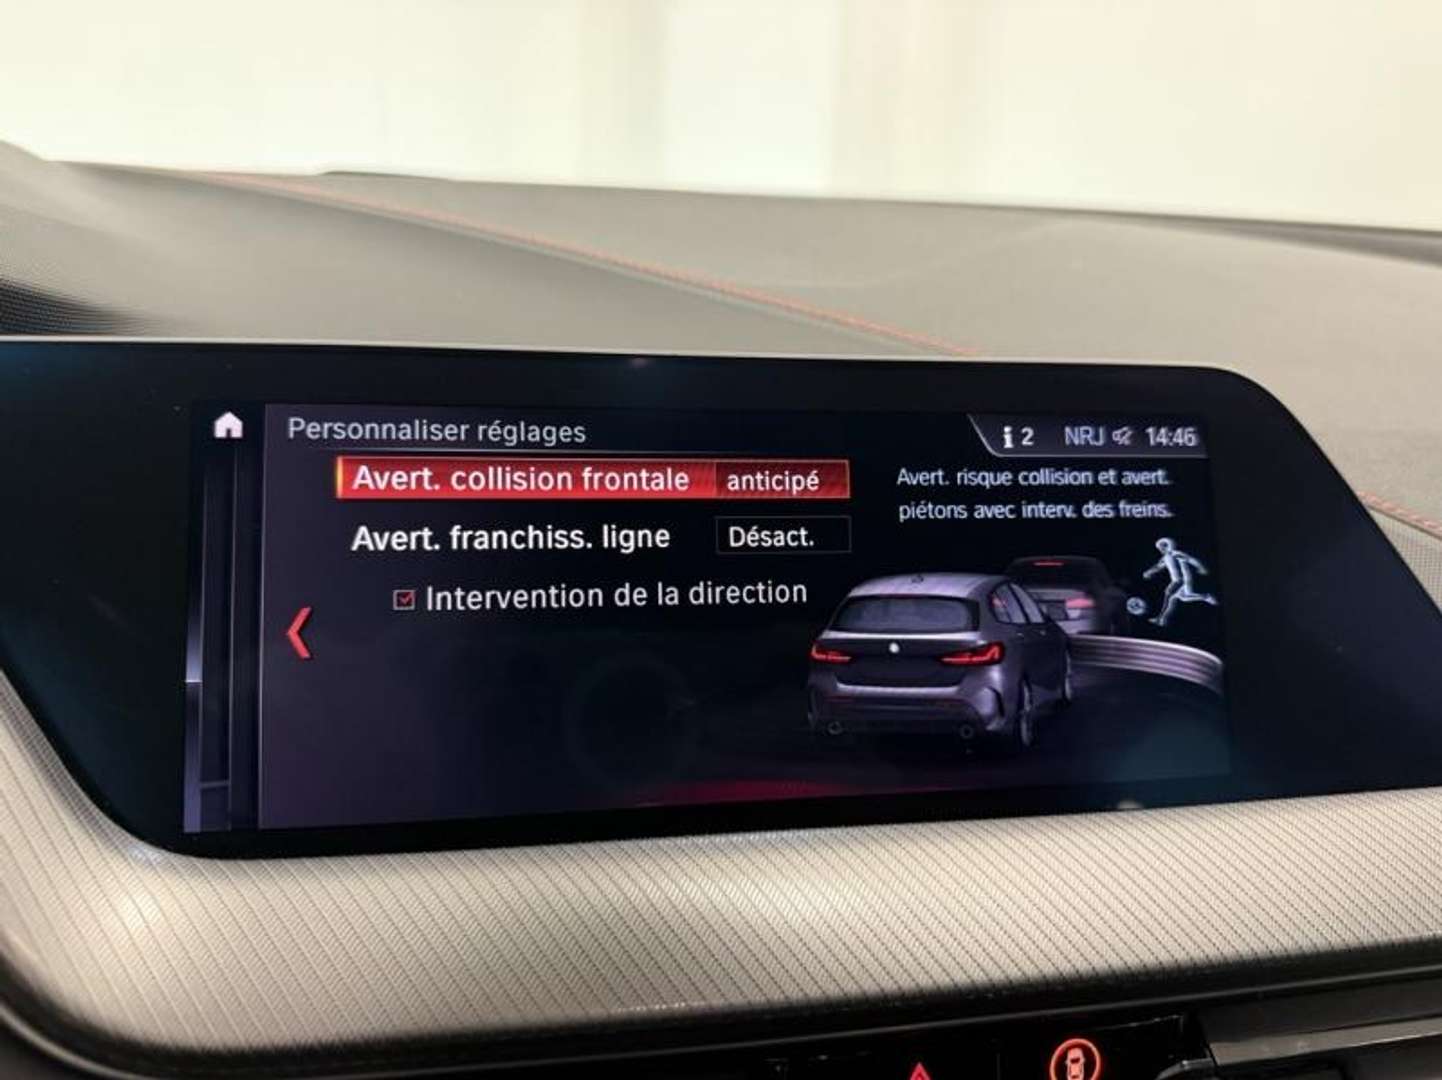 Personnaliser réglages
i 2 NRJ 14:46
Avert. collision frontale anticipé
Avert. franchiss. ligne Désact.
Intervention de la direction
Avert. risque collision et avert.
piétons avec interv. des freins.